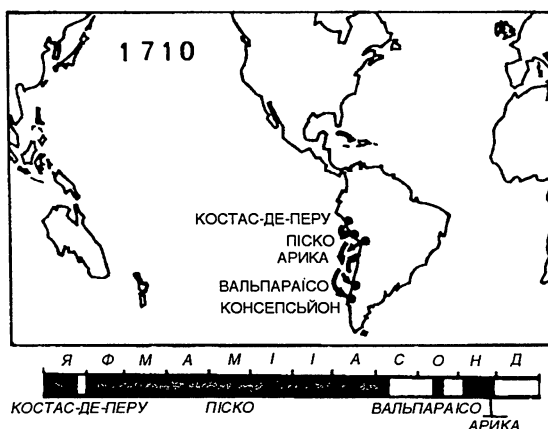 1710
КОСТАС-ДЕ-ПЕРУ
ПІСКО
АРИКА
ВАЛЬПАРАЇСО
КОНСЕПСЬЙОН
Я Ф М А М І І А С О Н Д
КОСТАС-ДЕ-ПЕРУ ПІСКО ВАЛЬПАРАЇСО
АРИКА